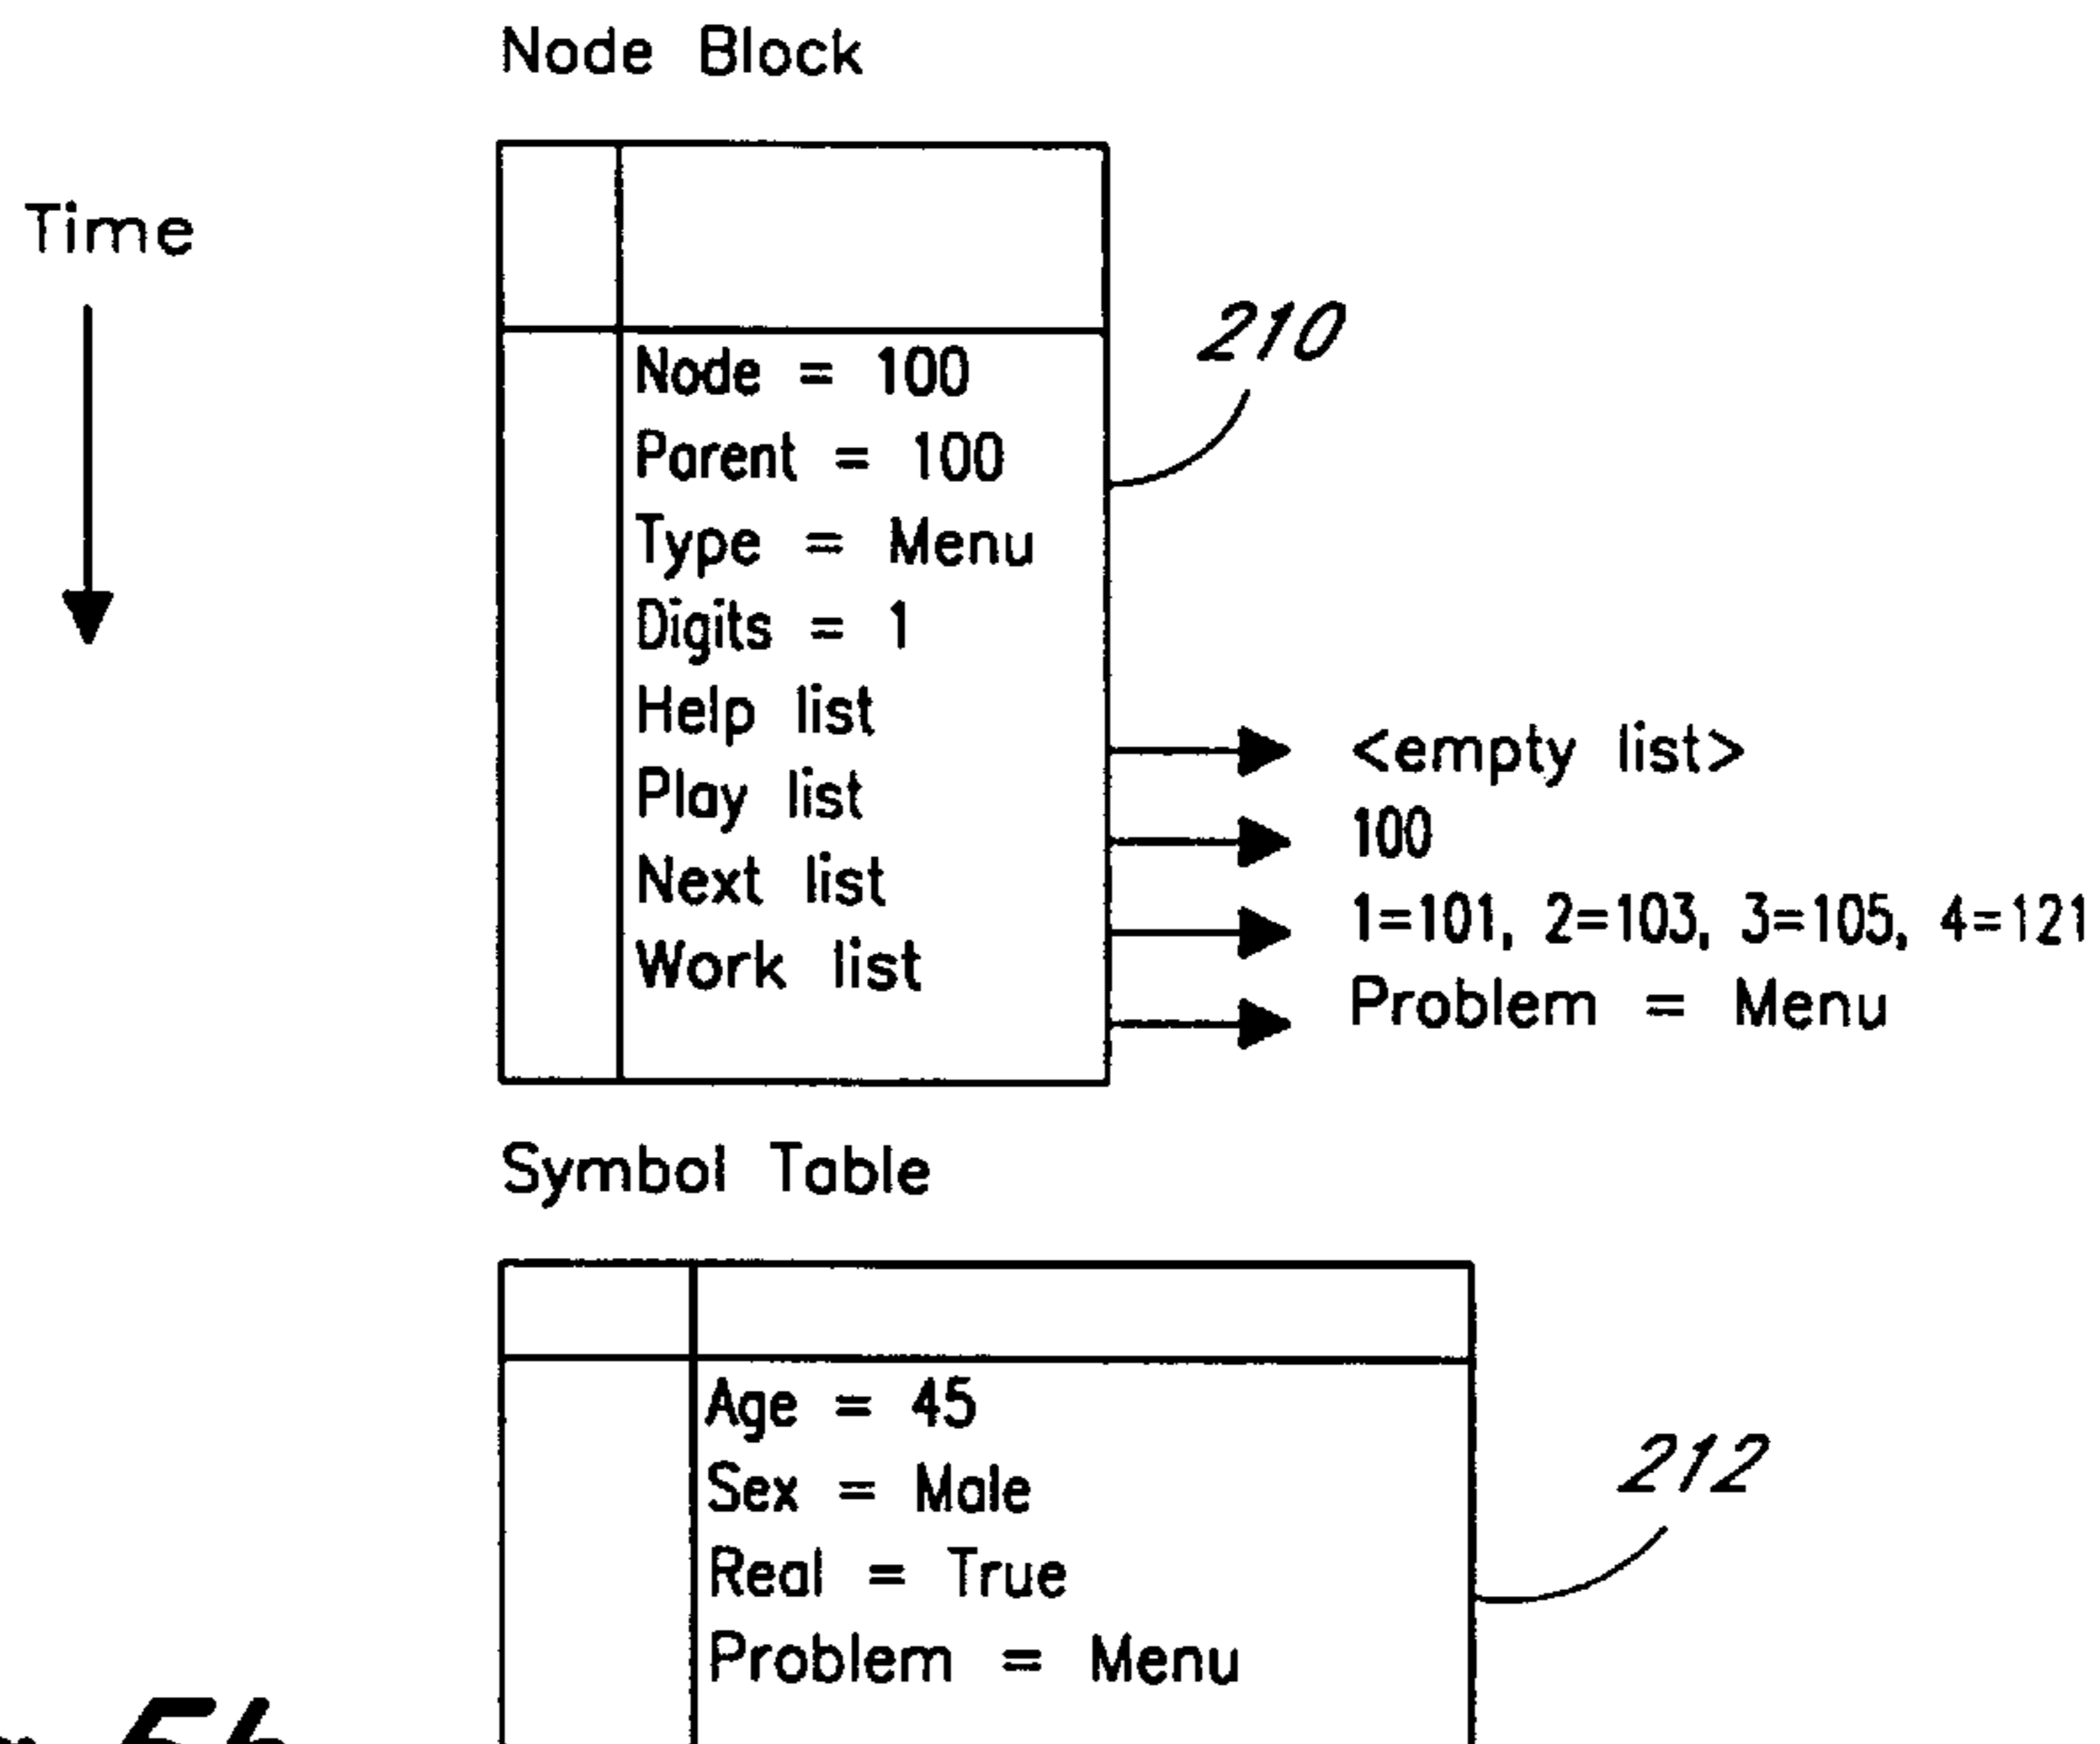 Node Block
Time
210
Node = 100
Parent = 100
Type = Menu
Digits = 1
Help list
<empty list>
Play list
100
Next list
1=101, 2=103, 3=105, 4=121
Work list
Problem = Menu
Symbol Table
Age = 45
Sex = Male
212
Real = True
Problem = Menu
5b